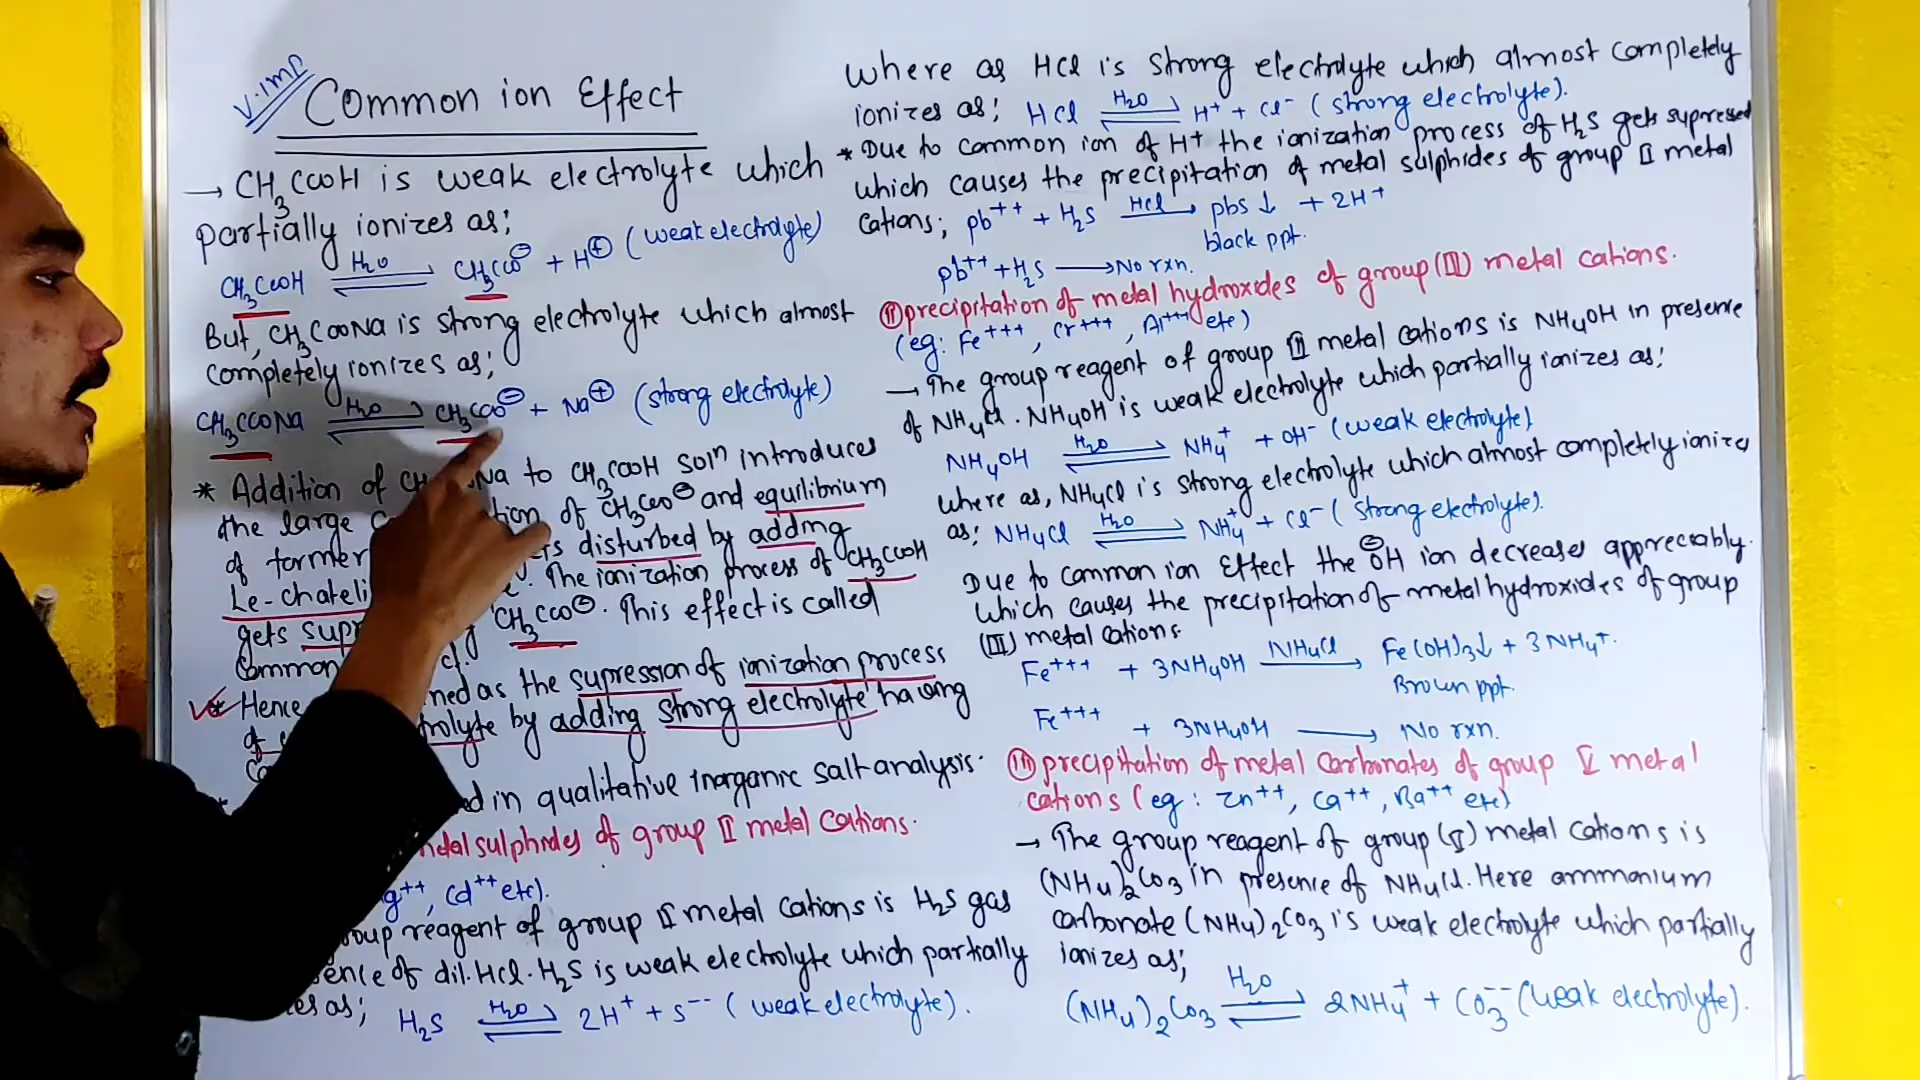 V. IMP
Common ion Effect
→ CH3COOH is weak electrolyte which
partially ionizes as;
CH3COOH ⇌ H2O CH3COO⊖ + H⊕ (weak electrolyte)
But, CH3COONa is strong electrolyte which almost
completely ionizes as;
CH3COONa ⇌ H2O CH3COO⊖ + Na⊕ (strong electrolyte)
* Addition of Na to CH3COOH solⁿ introduces
the large of CH3COO⊖ and equilibrium
of former disturbed by adding
Le-chateli The ionization process of CH3COOH
gets CH3COO⊖. This effect is called
Common
* Hence as the supression of ionization process
of by adding strong electrolyte having
in qualitative inorganic salt analysis.
sulphides of group II metal cations.
Cd++ etc).
reagent of group II metal cations is H2S gas
of dil. HCl. H2S is weak electrolyte which partially
as;
H2S ⇌ H2O 2H+ + S-- (weak electrolyte).
where as HCl is strong electrolyte which almost completely
ionizes as; HCl ⇌ H2O H+ + Cl- (strong electrolyte).
* Due to common ion of H+ the ionization process of H2S gets supressed
which causes the precipitation of metal sulphides of group II metal
cations; pb++ + H2S HCl → pbs ↓ + 2H+
black ppt.
pb++ + H2S → No rxn.
(ii) precipitation of metal hydroxides of group (III) metal cations.
(eg: Fe+++, Cr+++, Al+++ etc)
→ The group reagent of group III metal cations is NH4OH in presence
of NH4Cl. NH4OH is weak electrolyte which partially ionizes as;
NH4OH ⇌ H2O NH4+ + OH- (weak electrolyte)
where as, NH4Cl is strong electrolyte which almost completely ionizes
as; NH4Cl ⇌ H2O NH4+ + Cl- (strong electrolyte).
Due to common ion Effect the ⊖OH ion decreases appreciably.
which causes the precipitation of metal hydroxides of group
(III) metal cations.
Fe+++ + 3NH4OH NH4Cl → Fe(OH)3↓ + 3NH4+.
Brown ppt.
Fe+++ + 3NH4OH → No rxn.
(iii) precipitation of metal carbonates of group V metal
cations (eg: Zn++, Ca++, Ba++ etc)
→ The group reagent of group (V) metal cations is
(NH4)2CO3 in presence of NH4Cl. Here ammonium
carbonate (NH4)2CO3 is weak electrolyte which partially
ionizes as;
(NH4)2CO3 ⇌ H2O 2NH4+ + CO3-- (weak electrolyte).